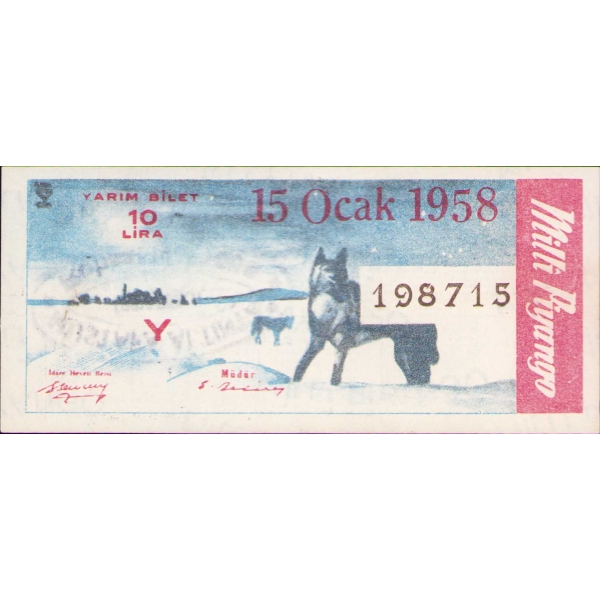 YARIM BİLET
10
LİRA
15 Ocak 1958
198715
Y
İdare Heyeti Reisi
Müdür
Milli Piyango